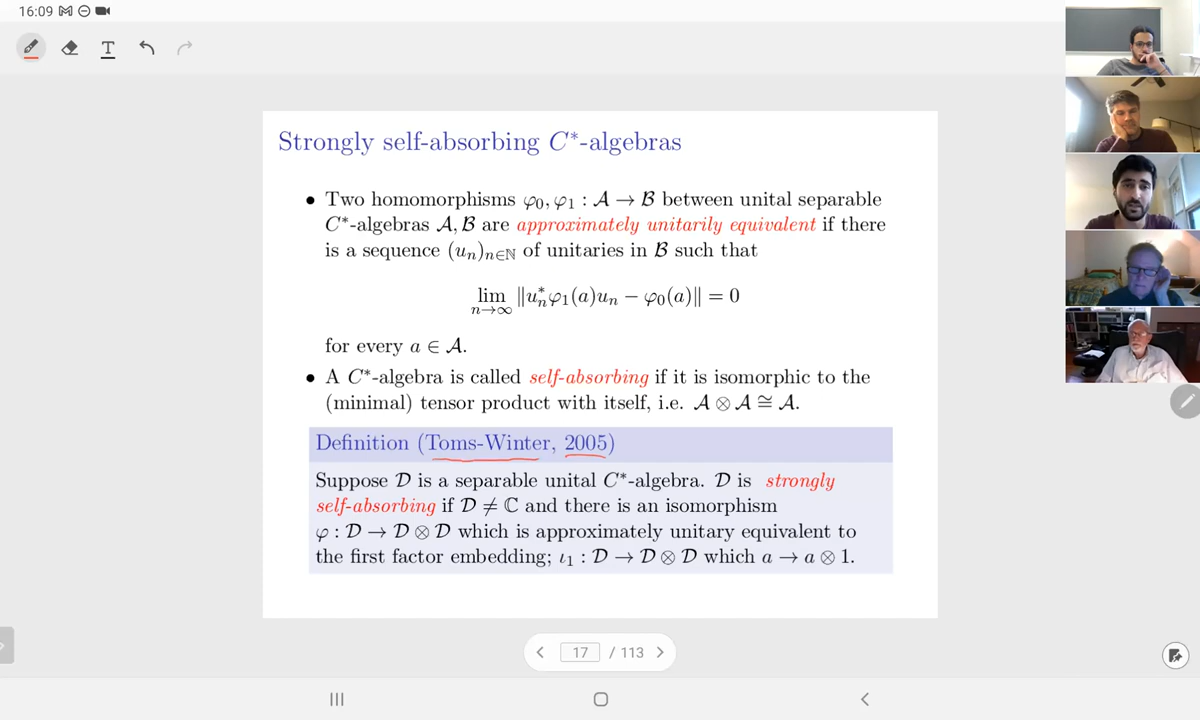 16:09
T
Strongly self-absorbing C*-algebras
• Two homomorphisms φ₀, φ₁ : 𝒜 → ℬ between unital separable
C*-algebras 𝒜, ℬ are approximately unitarily equivalent if there
is a sequence (uₙ)ₙ∈ℕ of unitaries in ℬ such that
lim ‖uₙ*φ₁(a)uₙ − φ₀(a)‖ = 0
n→∞
for every a ∈ 𝒜.
• A C*-algebra is called self-absorbing if it is isomorphic to the
(minimal) tensor product with itself, i.e. 𝒜 ⊗ 𝒜 ≅ 𝒜.
Definition (Toms-Winter, 2005)
Suppose 𝒟 is a separable unital C*-algebra. 𝒟 is strongly
self-absorbing if 𝒟 ≠ ℂ and there is an isomorphism
φ : 𝒟 → 𝒟 ⊗ 𝒟 which is approximately unitary equivalent to
the first factor embedding; ι₁ : 𝒟 → 𝒟 ⊗ 𝒟 which a → a ⊗ 1.
17 / 113